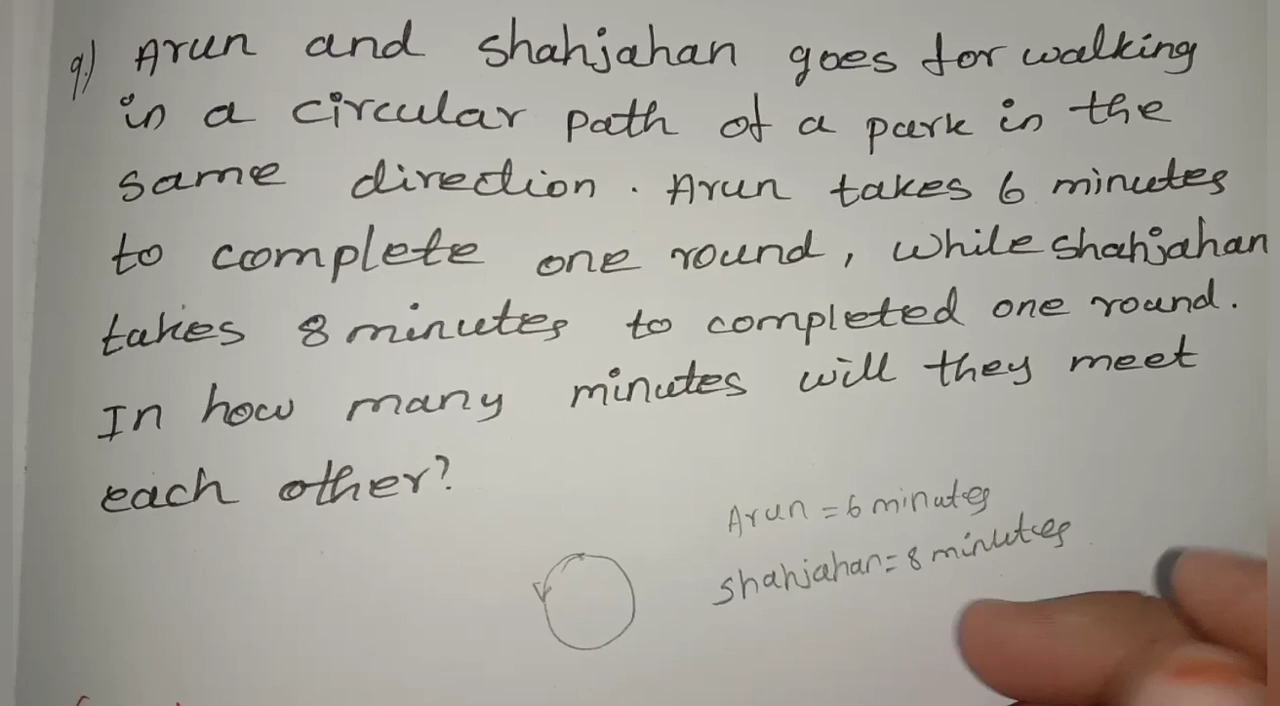 9.) Arun and shahjahan goes for walking
in a circular path of a park in the
same direction. Arun takes 6 minutes
to complete one round, while shahjahan
takes 8 minutes to completed one round.
In how many minutes will they meet
each other?
Arun = 6 minutes
shahjahan = 8 minutes